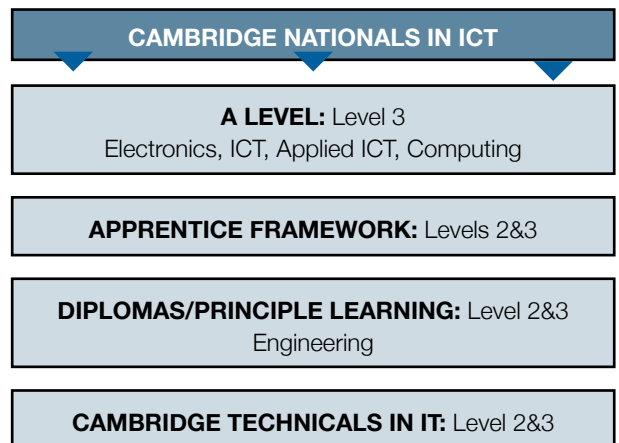 CAMBRIDGE NATIONALS IN ICT
A LEVEL: Level 3
Electronics, ICT, Applied ICT, Computing
APPRENTICE FRAMEWORK: Levels 2&3
DIPLOMAS/PRINCIPLE LEARNING: Level 2&3
Engineering
CAMBRIDGE TECHNICALS IN IT: Level 2&3